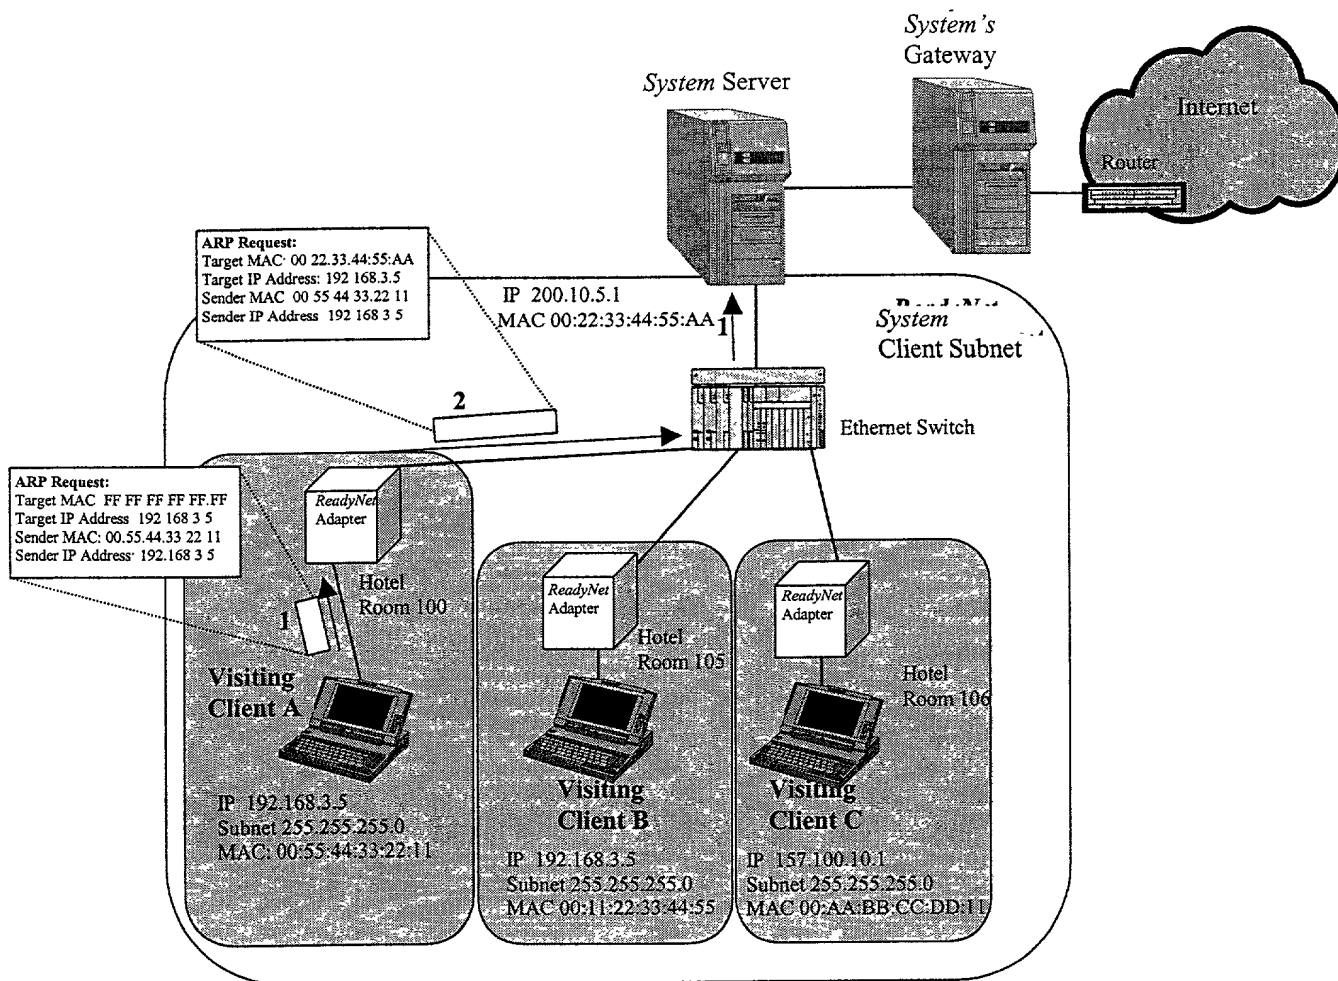 System's
Gateway
System Server
Internet
Router
ARP Request:
Target MAC· 00 22.33.44:55:AA
Target IP Address: 192 168.3.5
Sender MAC 00 55 44 33.22 11
Sender IP Address 192 168 3 5
IP 200.10.5.1
MAC 00:22:33:44:55:AA
1
System
Client Subnet
2
Ethernet Switch
ARP Request:
Target MAC FF FF FF FF FF.FF
Target IP Address 192 168 3 5
Sender MAC: 00.55.44.33 22 11
Sender IP Address· 192.168 3 5
ReadyNet
Adapter
Hotel
Room 100
1
Visiting
Client A
IP 192.168.3.5
Subnet 255.255.255.0
MAC: 00:55:44:33:22:11
ReadyNet
Adapter
Hotel
Room 105
Visiting
Client B
IP 192.168.3.5
Subnet 255.255.255.0
MAC 00:11:22:33:44:55
ReadyNet
Adapter
Hotel
Room 106
Visiting
Client C
IP 157.100.10.1
Subnet 255.255.255.0
MAC 00:AA:BB:CC:DD:11